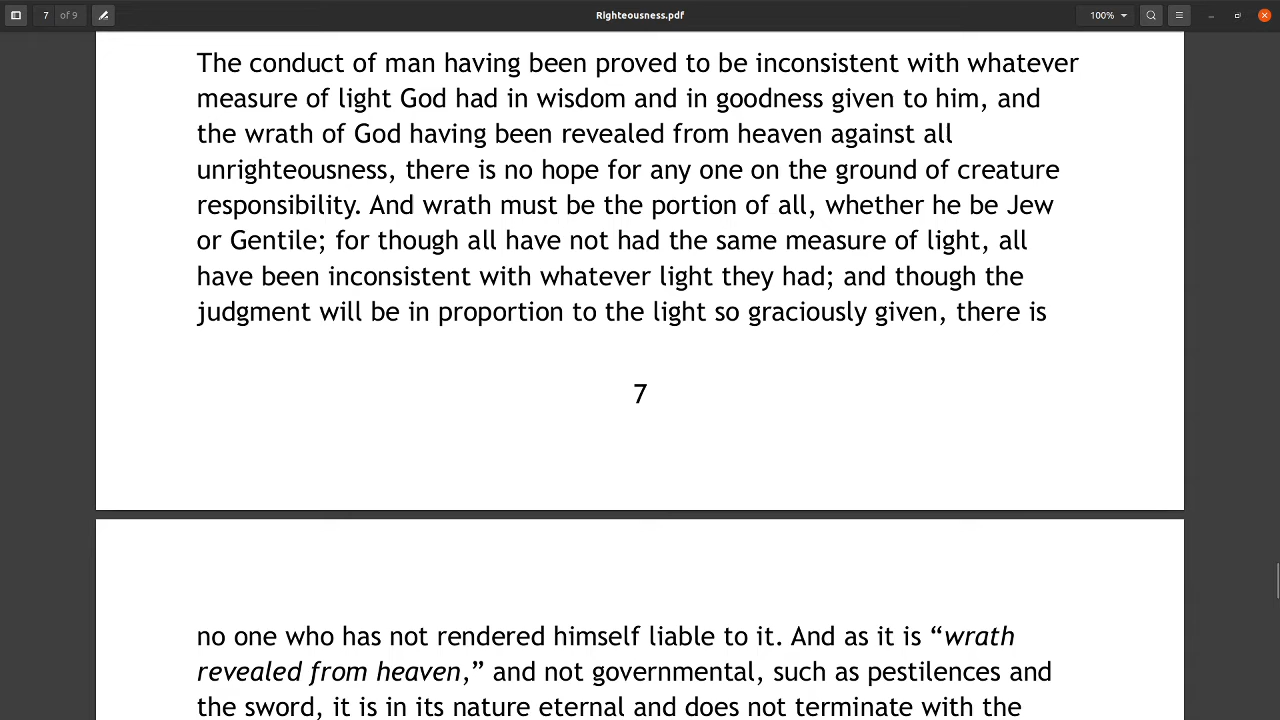 7 of 9
Righteousness.pdf
100%
The conduct of man having been proved to be inconsistent with whatever
measure of light God had in wisdom and in goodness given to him, and
the wrath of God having been revealed from heaven against all
unrighteousness, there is no hope for any one on the ground of creature
responsibility. And wrath must be the portion of all, whether he be Jew
or Gentile; for though all have not had the same measure of light, all
have been inconsistent with whatever light they had; and though the
judgment will be in proportion to the light so graciously given, there is
7
no one who has not rendered himself liable to it. And as it is “wrath
revealed from heaven,” and not governmental, such as pestilences and
the sword, it is in its nature eternal and does not terminate with the